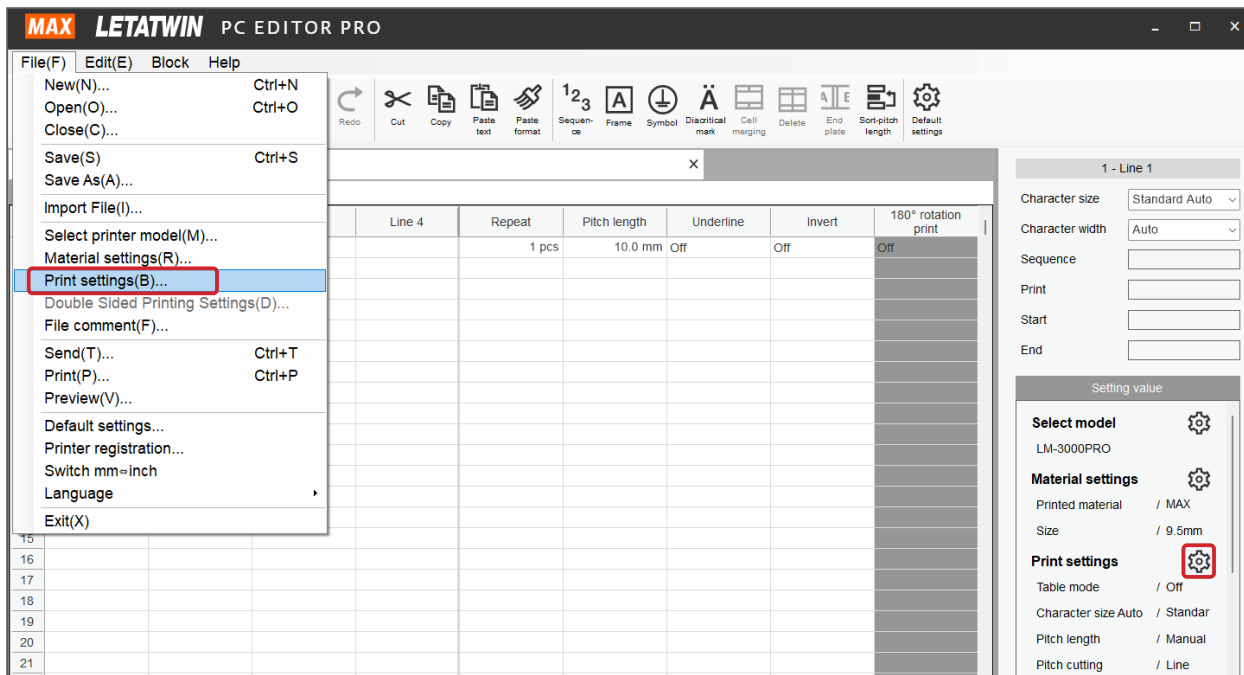 MAX LETATWIN PC EDITOR PRO
File(F) Edit(E) Block Help
New(N)... Ctrl+N
Open(O)... Ctrl+O
Close(C)...
Save(S) Ctrl+S
Save As(A)...
Import File(I)...
Select printer model(M)...
Material settings(R)...
Print settings(B)...
Double Sided Printing Settings(D)...
File comment(F)...
Send(T)... Ctrl+T
Print(P)... Ctrl+P
Preview(V)...
Default settings...
Printer registration...
Switch mm⇔inch
Language
Exit(X)
Redo
Cut
Copy
Paste
text
Paste
format
123
Sequen-
ce
A
Frame
Symbol
Ä
Diacritical
mark
Cell
merging
Delete
A E
End
plate
Sort-pitch
length
Default
settings
Line 4 Repeat Pitch length Underline Invert 180° rotation
print
1 pcs 10.0 mm Off Off Off
15
16
17
18
19
20
21
1 - Line 1
Character size Standard Auto
Character width Auto
Sequence
Print
Start
End
Setting value
Select model
LM-3000PRO
Material settings
Printed material / MAX
Size / 9.5mm
Print settings
Table mode / Off
Character size Auto / Standar
Pitch length / Manual
Pitch cutting / Line